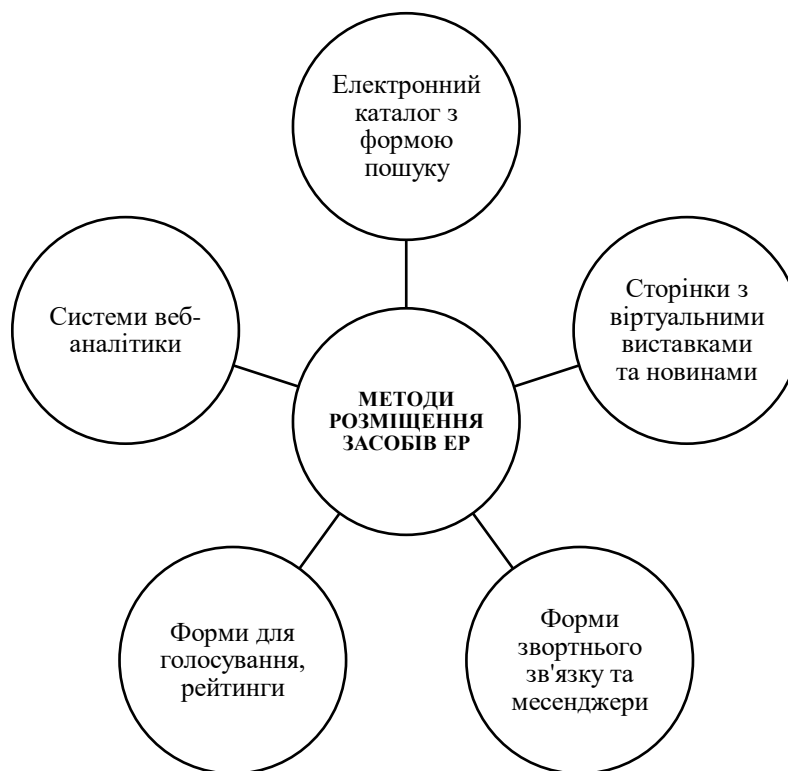 Електронний
каталог з
формою
пошуку
Системи веб-
аналітики
Сторінки з
віртуальними
виставками
та новинами
МЕТОДИ
РОЗМІЩЕННЯ
ЗАСОБІВ ЕР
Форми для
голосування,
рейтинги
Форми
звортнього
зв'язку та
месенджери